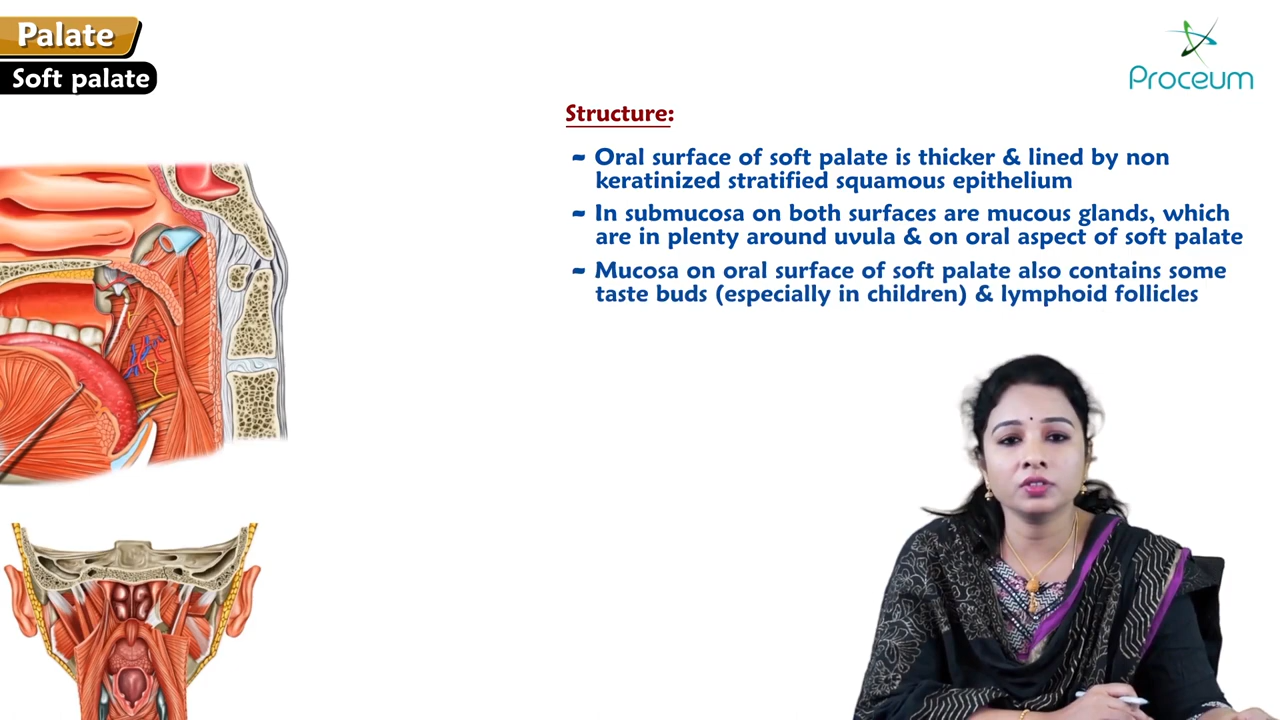 Palate
Soft palate
Proceum
Structure:
~ Oral surface of soft palate is thicker & lined by non
keratinized stratified squamous epithelium
~ In submucosa on both surfaces are mucous glands, which
are in plenty around uvula & on oral aspect of soft palate
~ Mucosa on oral surface of soft palate also contains some
taste buds (especially in children) & lymphoid follicles